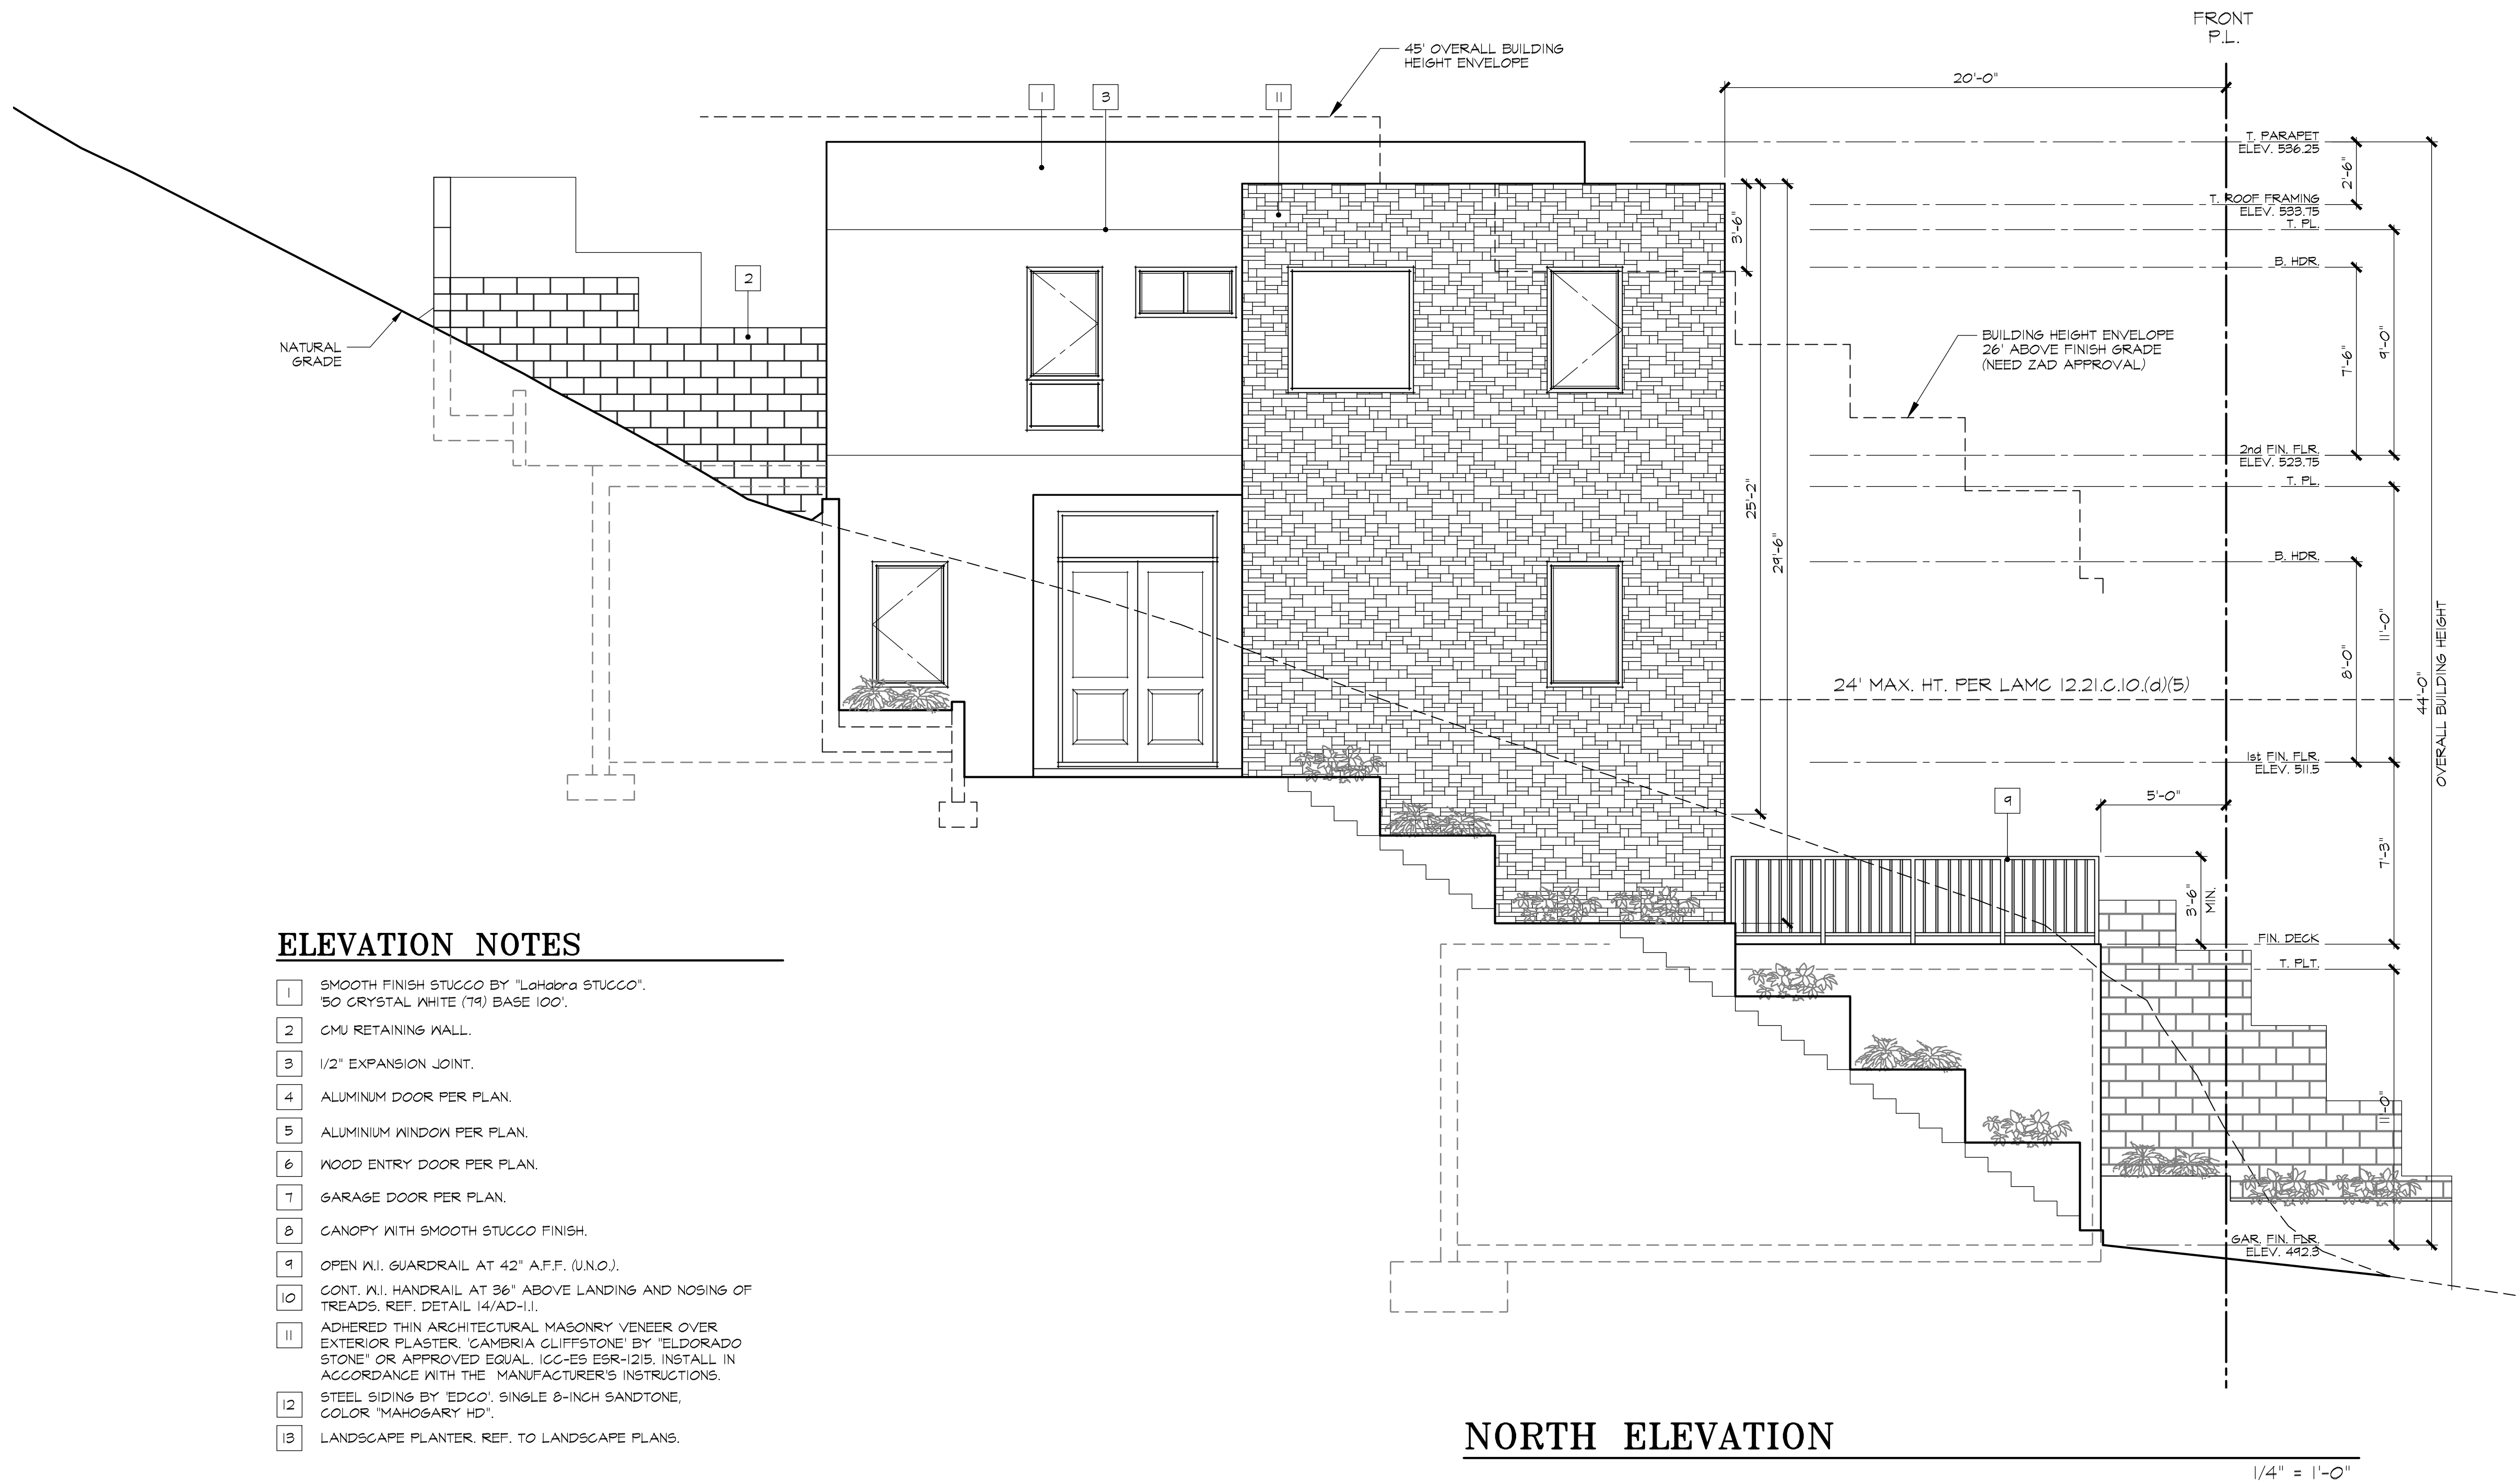 FRONT
P.L.
45' OVERALL BUILDING
HEIGHT ENVELOPE
20'-0"
1
3
11
T. PARAPET
ELEV. 536.25
2'-6"
T. ROOF FRAMING
ELEV. 533.75
T. PL.
3'-6"
B. HDR.
2
NATURAL
GRADE
BUILDING HEIGHT ENVELOPE
26' ABOVE FINISH GRADE
(NEED ZAD APPROVAL)
7'-6"
9'-0"
2nd FIN. FLR.
ELEV. 523.75
T. PL.
25'-2"
29'-6"
B. HDR.
11'-0"
8'-0"
24' MAX. HT. PER LAMC 12.21.C.10.(d)(5)
44'-0"
OVERALL BUILDING HEIGHT
1st FIN. FLR.
ELEV. 511.5
9
5'-0"
7'-3"
3'-6"
MIN.
FIN. DECK
T. PLT.
11'-0"
GAR. FIN. FLR.
ELEV. 492.3
ELEVATION NOTES
1 SMOOTH FINISH STUCCO BY "LaHabra STUCCO".
'50 CRYSTAL WHITE (79) BASE 100'.
2 CMU RETAINING WALL.
3 1/2" EXPANSION JOINT.
4 ALUMINUM DOOR PER PLAN.
5 ALUMINIUM WINDOW PER PLAN.
6 WOOD ENTRY DOOR PER PLAN.
7 GARAGE DOOR PER PLAN.
8 CANOPY WITH SMOOTH STUCCO FINISH.
9 OPEN W.I. GUARDRAIL AT 42" A.F.F. (U.N.O.).
10 CONT. W.I. HANDRAIL AT 36" ABOVE LANDING AND NOSING OF
TREADS. REF. DETAIL 14/AD-1.1.
11 ADHERED THIN ARCHITECTURAL MASONRY VENEER OVER
EXTERIOR PLASTER. 'CAMBRIA CLIFFSTONE' BY "ELDORADO
STONE" OR APPROVED EQUAL. ICC-ES ESR-1215. INSTALL IN
ACCORDANCE WITH THE MANUFACTURER'S INSTRUCTIONS.
12 STEEL SIDING BY 'EDCO'. SINGLE 8-INCH SANDTONE,
COLOR "MAHOGARY HD".
13 LANDSCAPE PLANTER. REF. TO LANDSCAPE PLANS.
NORTH ELEVATION
1/4" = 1'-0"